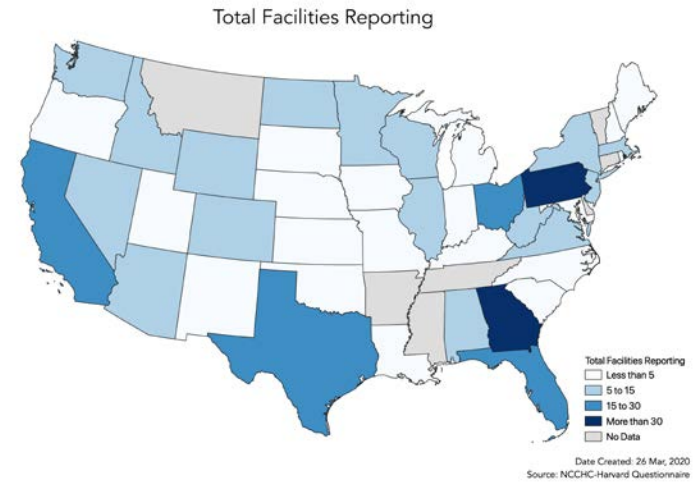 Total Facilities Reporting
Total Facilities Reporting
Less than 5
5 to 15
15 to 30
More than 30
No Data
Date Created: 26 Mar, 2020
Source: NCCHC-Harvard Questionnaire